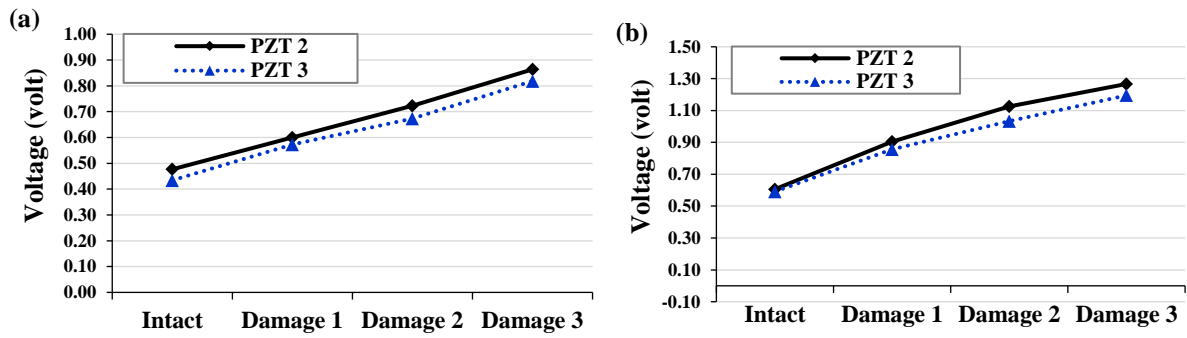 (a)
Voltage (volt)
1.00
0.90
0.80
0.70
0.60
0.50
0.40
0.30
0.20
0.10
0.00
PZT 2
PZT 3
Intact Damage 1 Damage 2 Damage 3
(b)
Voltage (volt)
1.50
1.30
1.10
0.90
0.70
0.50
0.30
0.10
-0.10
PZT 2
PZT 3
Intact Damage 1 Damage 2 Damage 3